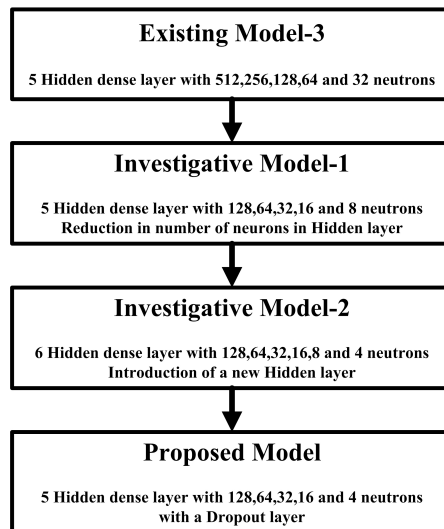 Existing Model-3
5 Hidden dense layer with 512,256,128,64 and 32 neutrons
Investigative Model-1
5 Hidden dense layer with 128,64,32,16 and 8 neutrons
Reduction in number of neurons in Hidden layer
Investigative Model-2
6 Hidden dense layer with 128,64,32,16,8 and 4 neutrons
Introduction of a new Hidden layer
Proposed Model
5 Hidden dense layer with 128,64,32,16 and 4 neutrons
with a Dropout layer